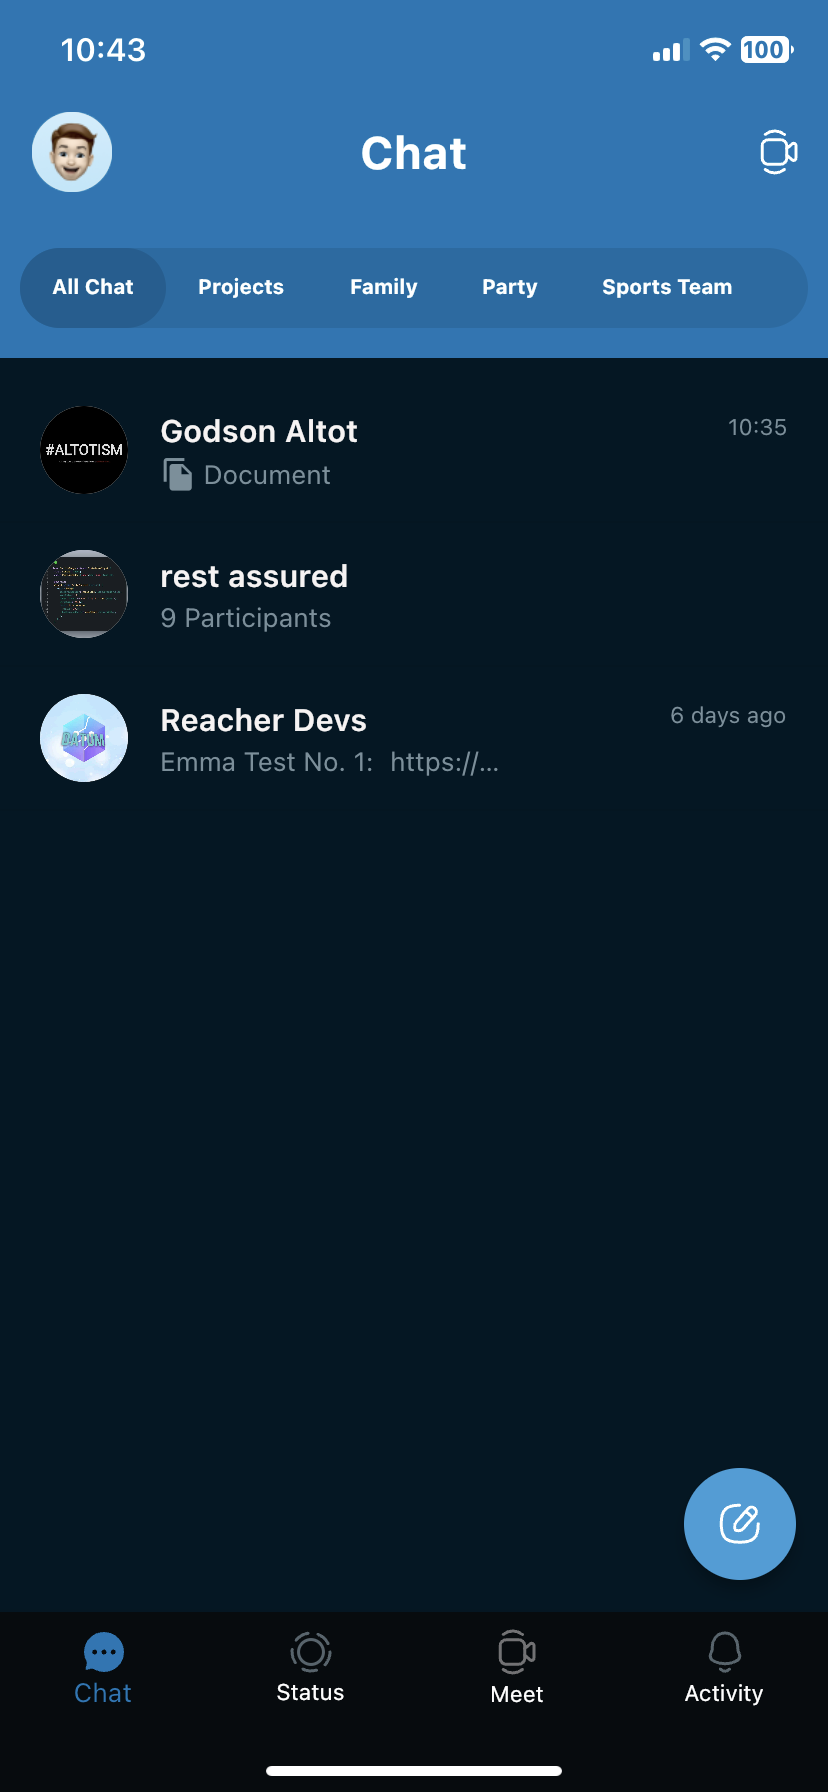 10:43
100
Chat
All Chat
Projects
Family
Party
Sports Team
#ALTOTISM
Godson Altot
10:35
Document
rest assured
9 Participants
DATUM
Reacher Devs
6 days ago
Emma Test No. 1: https://...
Chat
Status
Meet
Activity